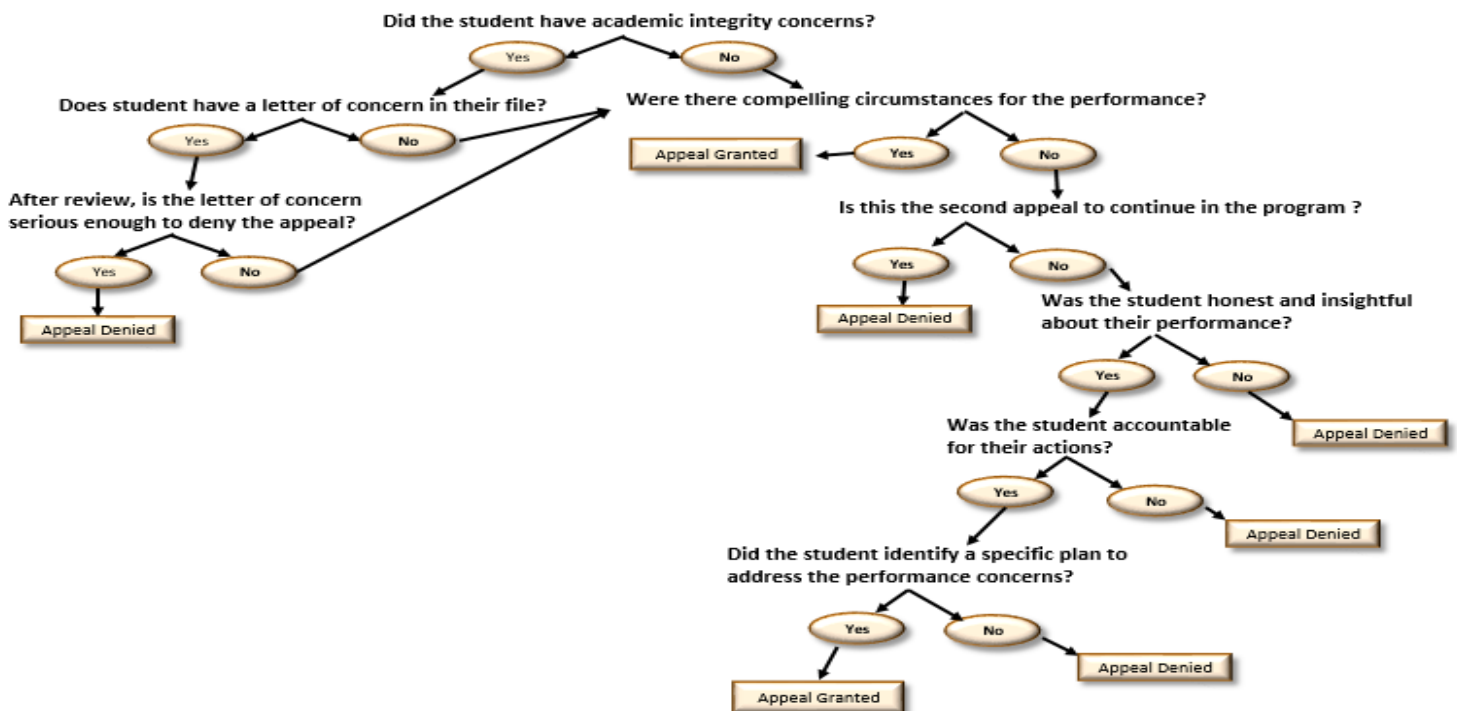 Did the student have academic integrity concerns?
Yes
No
Does student have a letter of concern in their file?
Were there compelling circumstances for the performance?
Yes
No
Appeal Granted
Yes
No
After review, is the letter of concern
serious enough to deny the appeal?
Is this the second appeal to continue in the program ?
Yes
No
Yes
No
Appeal Denied
Appeal Denied
Was the student honest and insightful
about their performance?
Yes
No
Was the student accountable
for their actions?
Appeal Denied
Yes
No
Appeal Denied
Did the student identify a specific plan to
address the performance concerns?
Yes
No
Appeal Denied
Appeal Granted